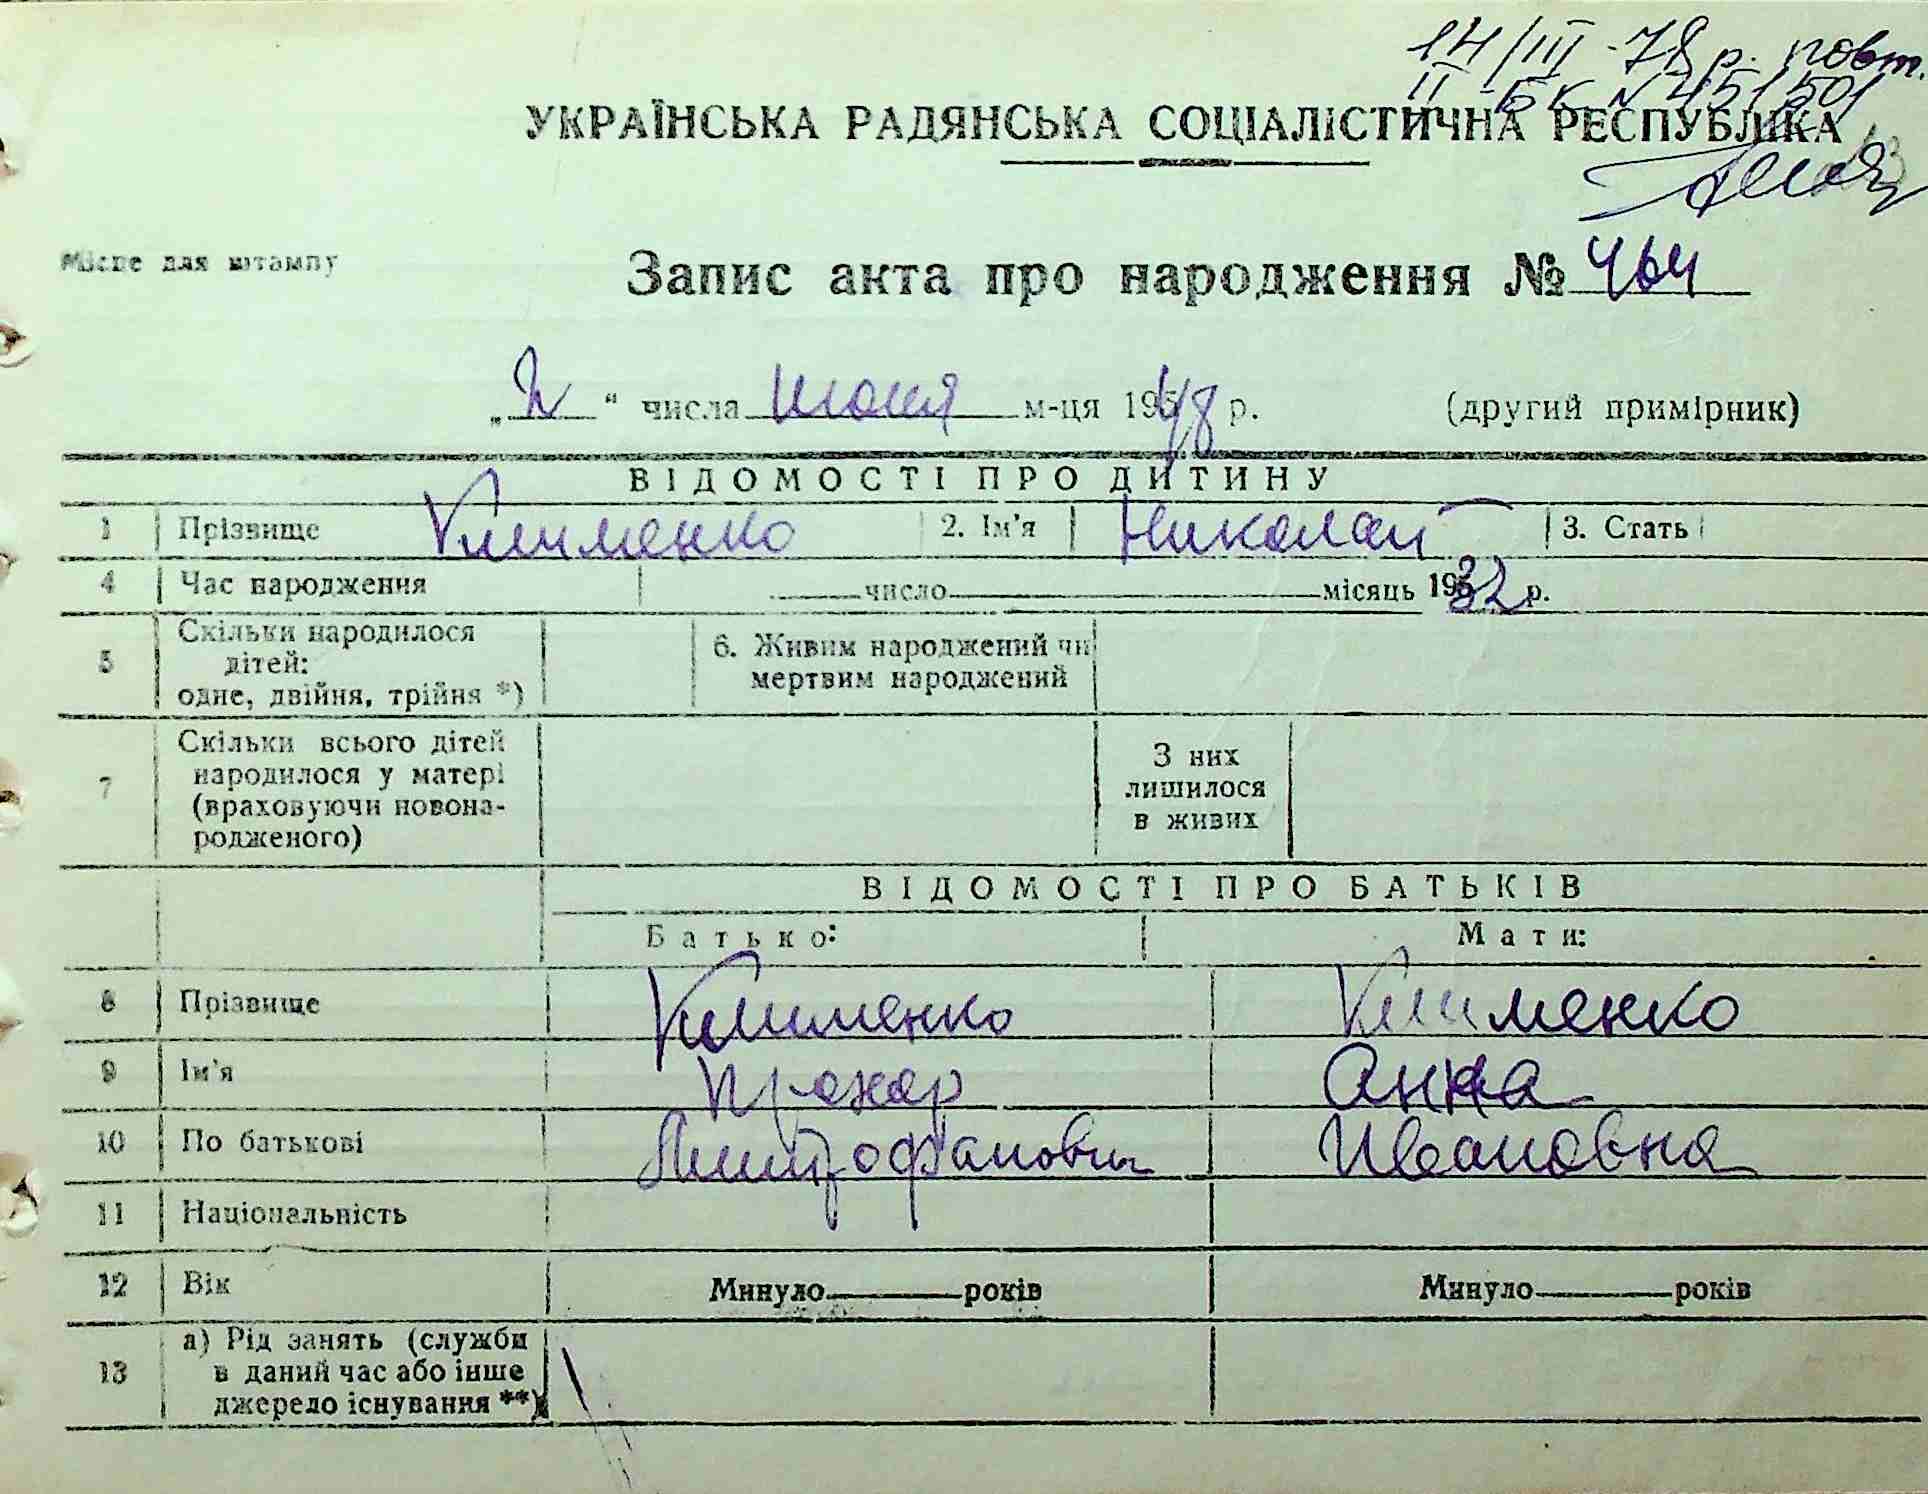 14/III-78 р. повт.
II БК № 451501
УКРАЇНСЬКА РАДЯНСЬКА СОЦІАЛІСТИЧНА РЕСПУБЛІКА
Місце для штампу
Запис акта про народження № 464
„2“ числа июня м-ця 1948 р. (другий примірник)
ВІДОМОСТІ ПРО ДИТИНУ
1 Прізвище Клименко 2. Ім'я Николай 3. Стать
4 Час народження число місяць 1932 р.
5 Скільки народилося
дітей:
одне, двійня, трійня *)
6. Живим народжений чи
мертвим народжений
7 Скільки всього дітей
народилося у матері
(враховуючи новона-
родженого)
З них
лишилося
в живих
ВІДОМОСТІ ПРО БАТЬКІВ
Батько: Мати:
8 Прізвище Клименко Клименко
9 Ім'я Прохор Анна
10 По батькові Митрофанович Ивановна
11 Національність
12 Вік Минуло років Минуло років
13 а) Рід занять (служби
в даний час або інше
джерело існування **)